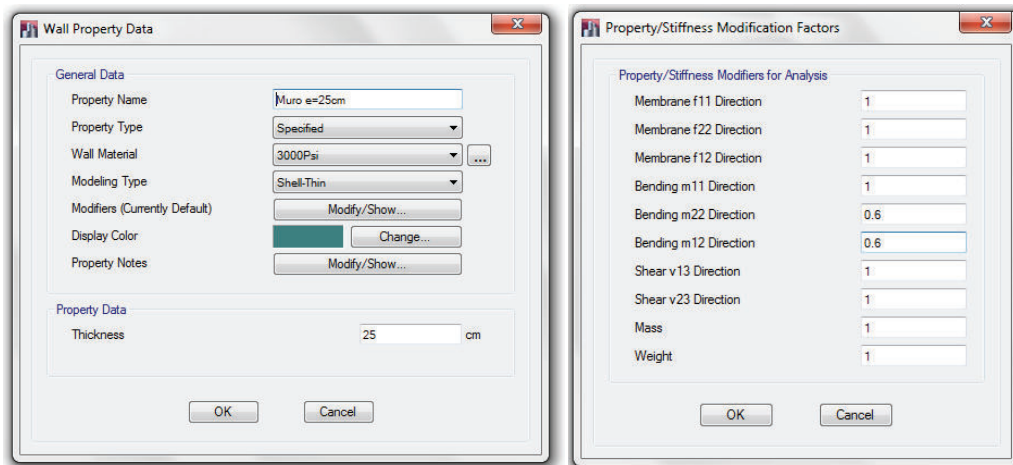 Wall Property Data
General Data
Property Name Muro e=25cm
Property Type Specified
Wall Material 3000Psi ...
Modeling Type Shell-Thin
Modifiers (Currently Default) Modify/Show...
Display Color Change...
Property Notes Modify/Show...
Property Data
Thickness 25 cm
OK Cancel
Property/Stiffness Modification Factors
Property/Stiffness Modifiers for Analysis
Membrane f11 Direction 1
Membrane f22 Direction 1
Membrane f12 Direction 1
Bending m11 Direction 1
Bending m22 Direction 0.6
Bending m12 Direction 0.6
Shear v13 Direction 1
Shear v23 Direction 1
Mass 1
Weight 1
OK Cancel